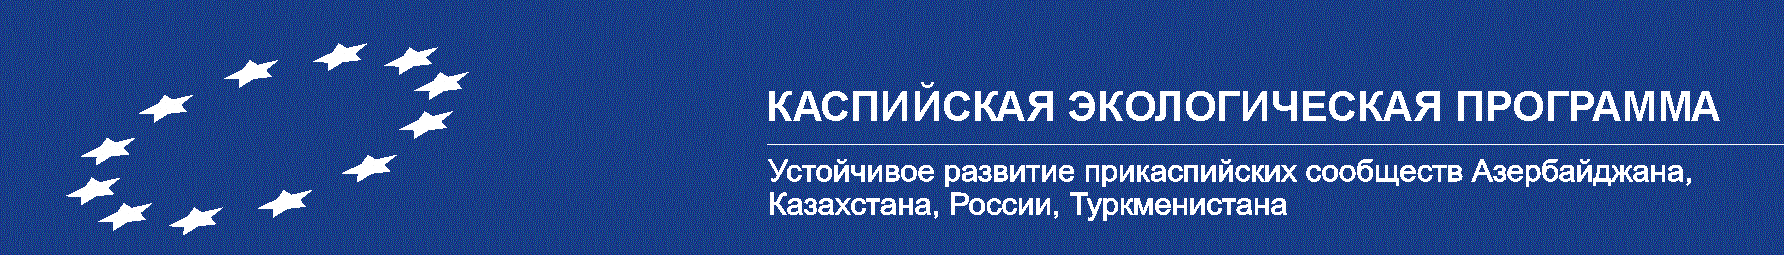 КАСПИЙСКАЯ ЭКОЛОГИЧЕСКАЯ ПРОГРАММА
Устойчивое развитие прикаспийских сообществ Азербайджана,
Казахстана, России, Туркменистана